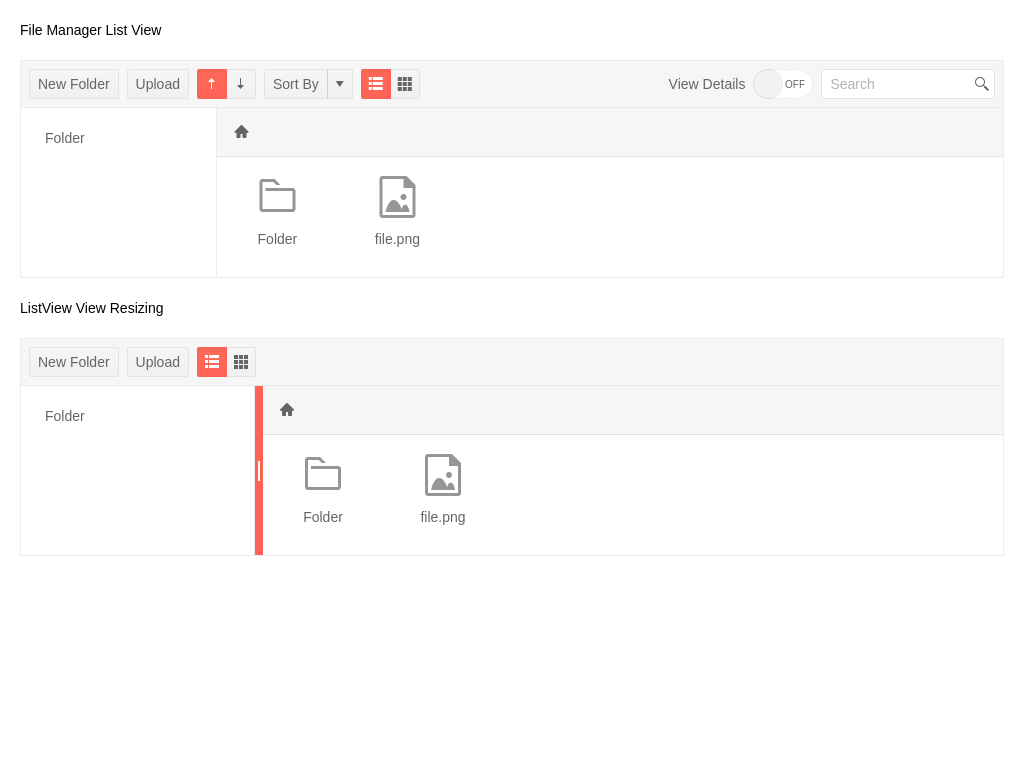 File Manager List View
New Folder Upload Sort By View Details OFF Search
Folder
Folder file.png
ListView View Resizing
New Folder Upload
Folder
Folder file.png